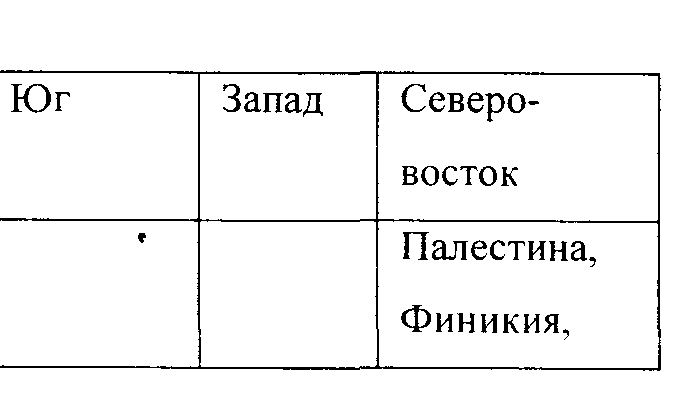 Юг Запад Северо-
восток
Палестина,
Финикия,